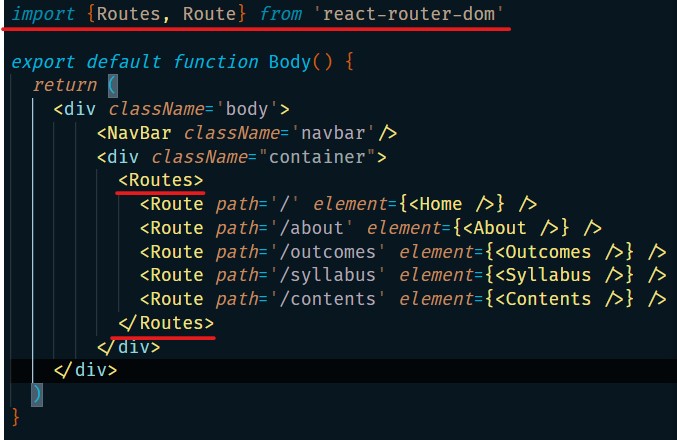 import {Routes, Route} from 'react-router-dom'
export default function Body() {
return (
<div className='body'>
<NavBar className='navbar'/>
<div className="container">
<Routes>
<Route path='/' element={<Home />} />
<Route path='/about' element={<About />} />
<Route path='/outcomes' element={<Outcomes />} />
<Route path='/syllabus' element={<Syllabus />} />
<Route path='/contents' element={<Contents />} />
</Routes>
</div>
</div>
)
}